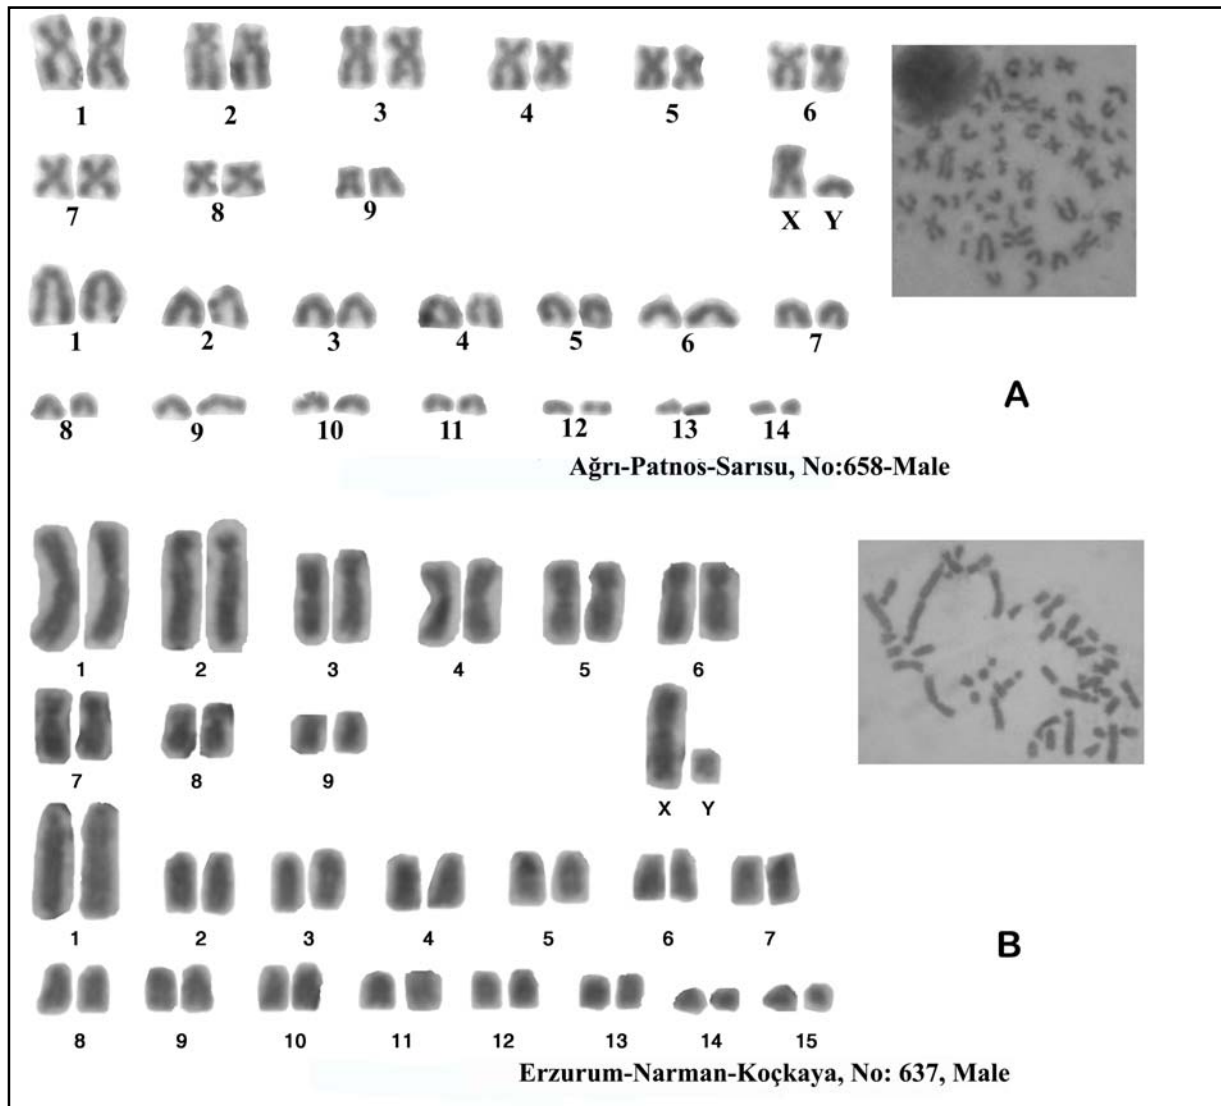 1 2 3 4 5 6
7 8 9 X Y
1 2 3 4 5 6 7
8 9 10 11 12 13 14
A
Ağrı-Patnos-Sarısu, No:658-Male
1 2 3 4 5 6
7 8 9 X Y
1 2 3 4 5 6 7
B
8 9 10 11 12 13 14 15
Erzurum-Narman-Koçkaya, No: 637, Male